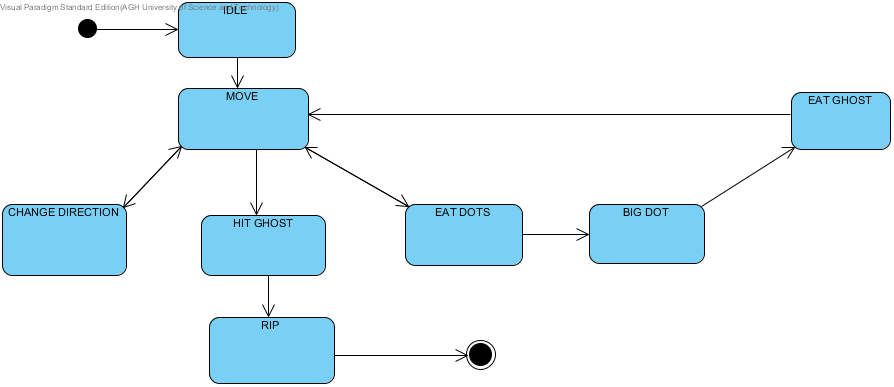 Visual Paradigm Standard Edition(AGH University of Science and Technology)
IDLE
MOVE
EAT GHOST
CHANGE DIRECTION
HIT GHOST
EAT DOTS
BIG DOT
RIP